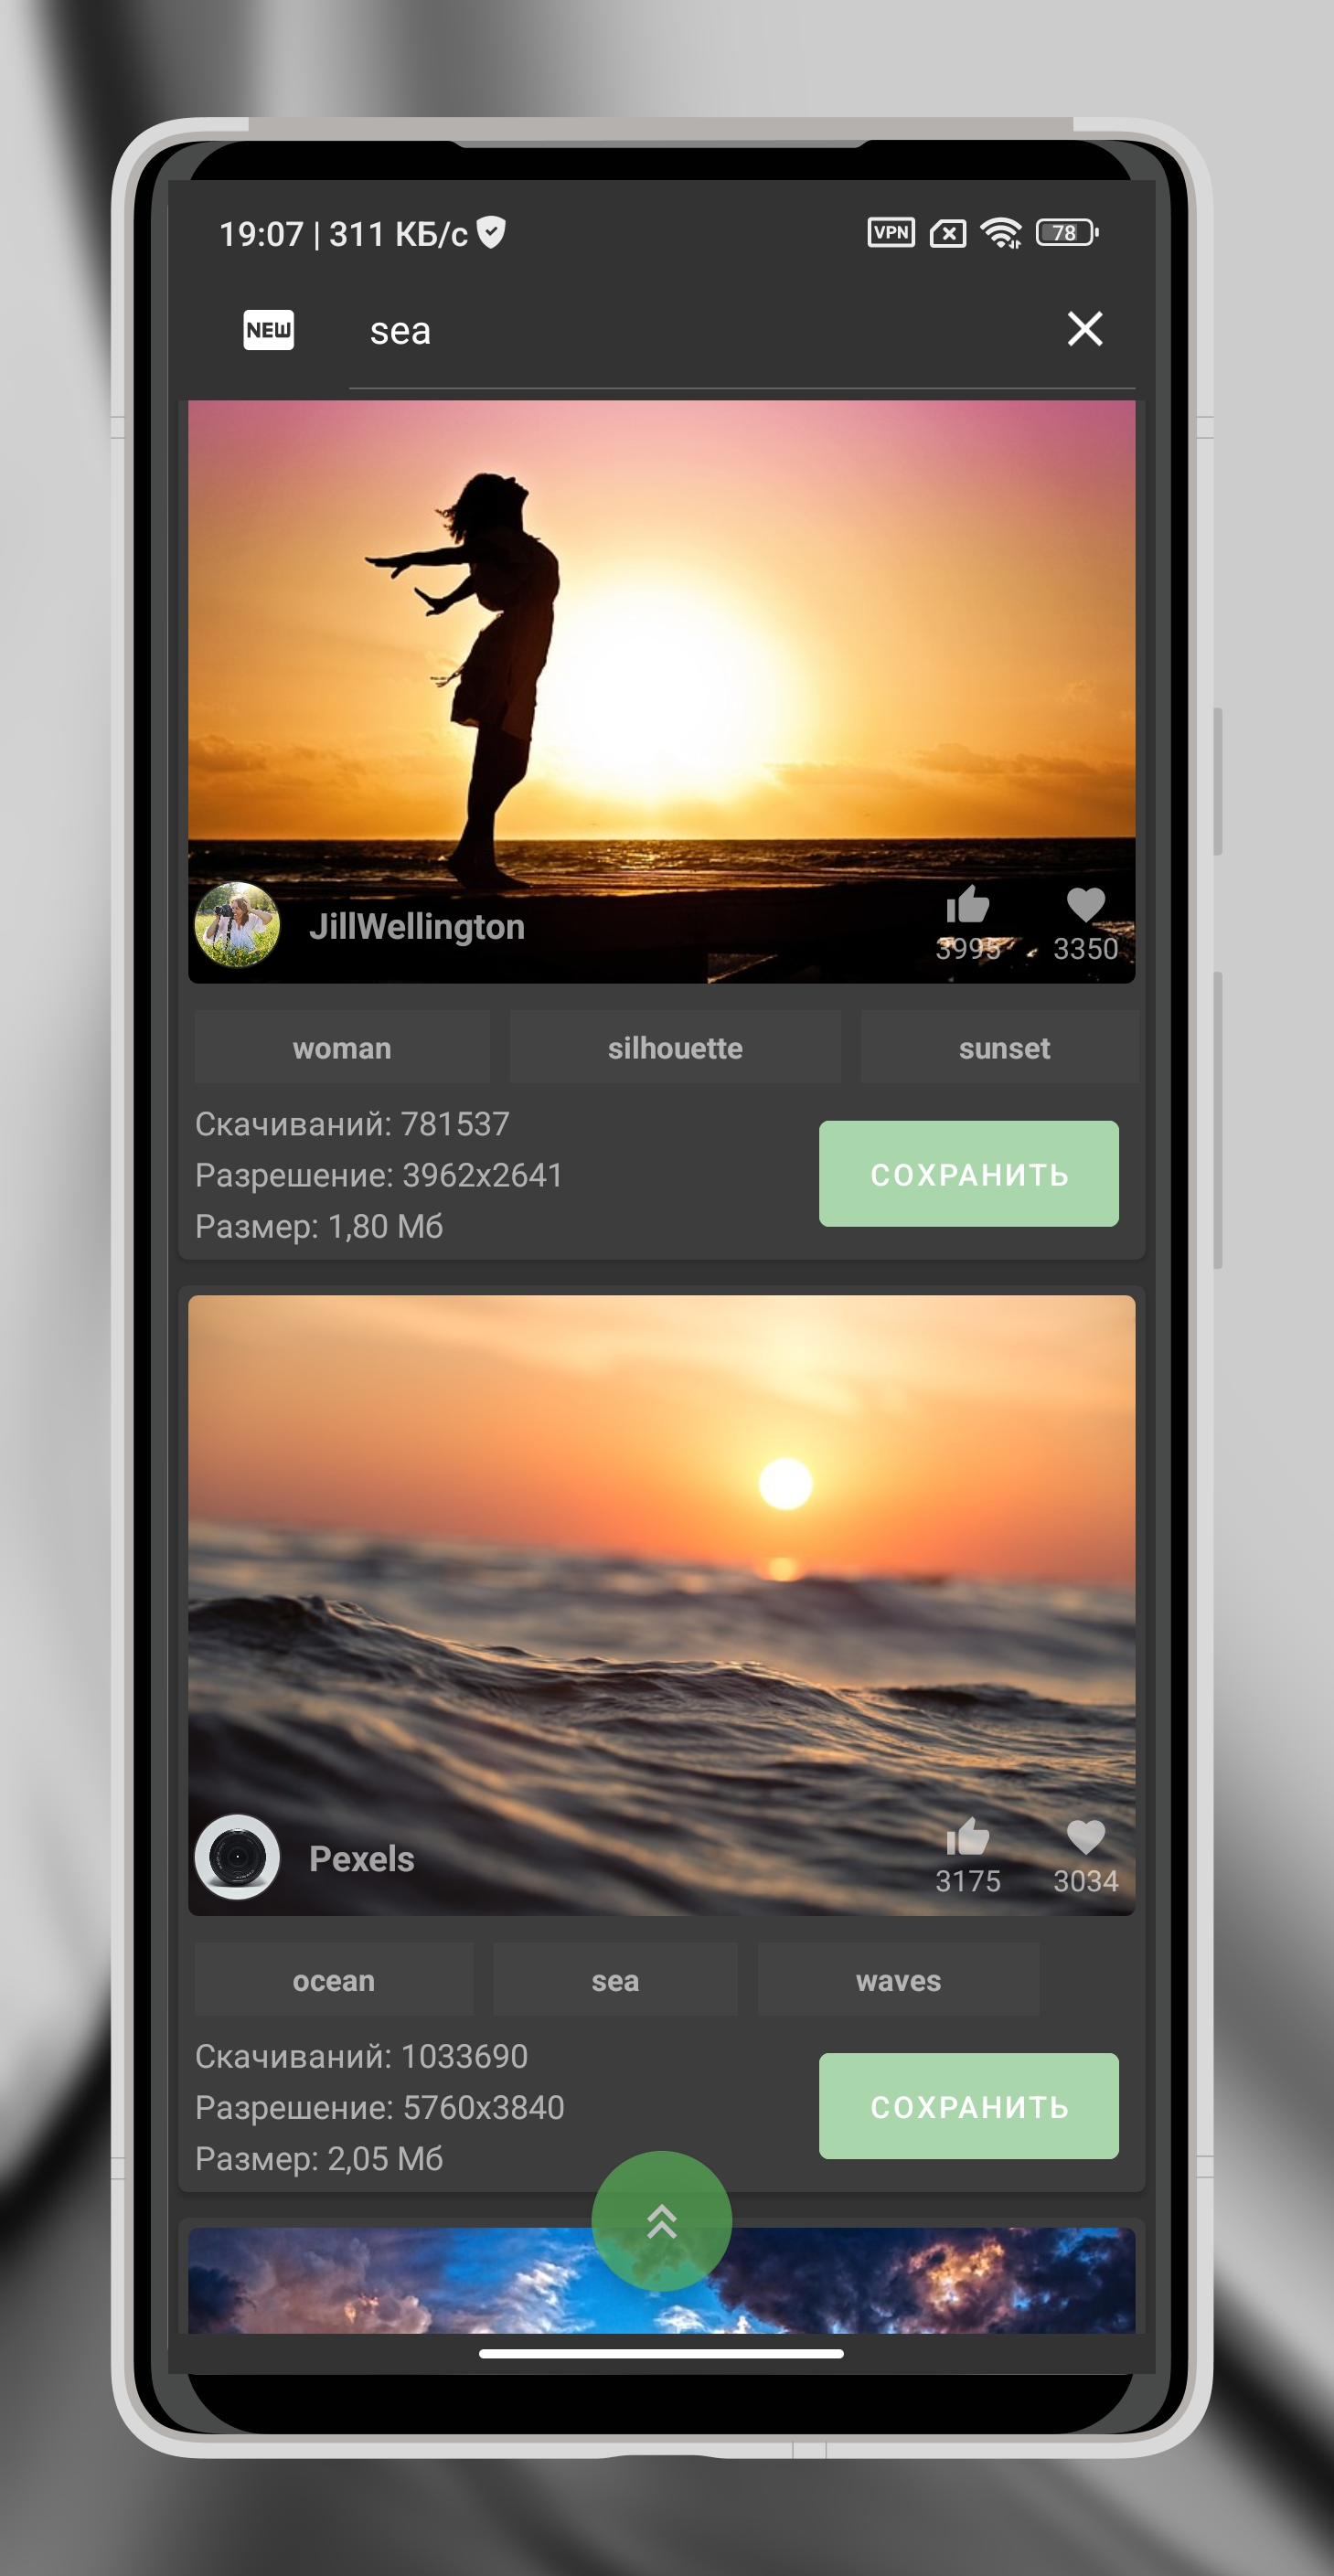 19:07 | 311 КБ/с VPN 78
NEW sea
JillWellington 3995 3350
woman silhouette sunset
Скачиваний: 781537
Разрешение: 3962x2641
Размер: 1,80 Мб
СОХРАНИТЬ
Pexels 3175 3034
ocean sea waves
Скачиваний: 1033690
Разрешение: 5760x3840
Размер: 2,05 Мб
СОХРАНИТЬ